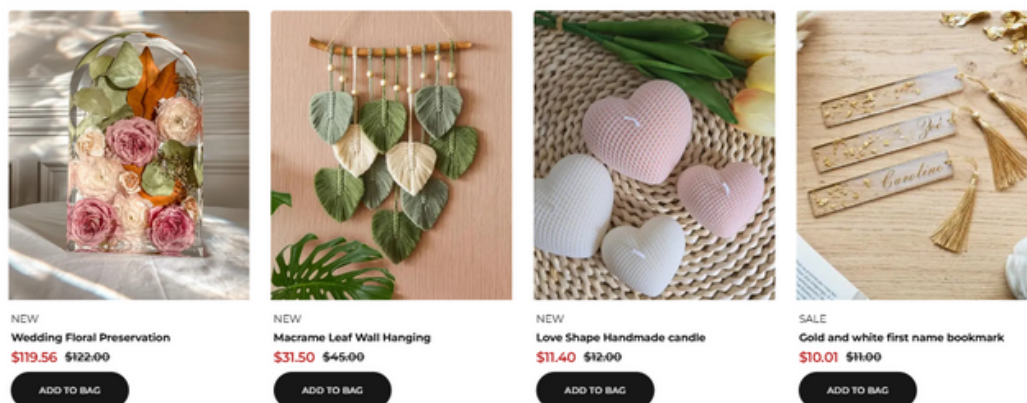 Caroline
NEW
Wedding Floral Preservation
$119.56 $122.00
ADD TO BAG
NEW
Macrame Leaf Wall Hanging
$31.50 $45.00
ADD TO BAG
NEW
Love Shape Handmade candle
$11.40 $12.00
ADD TO BAG
SALE
Gold and white first name bookmark
$10.01 $11.00
ADD TO BAG